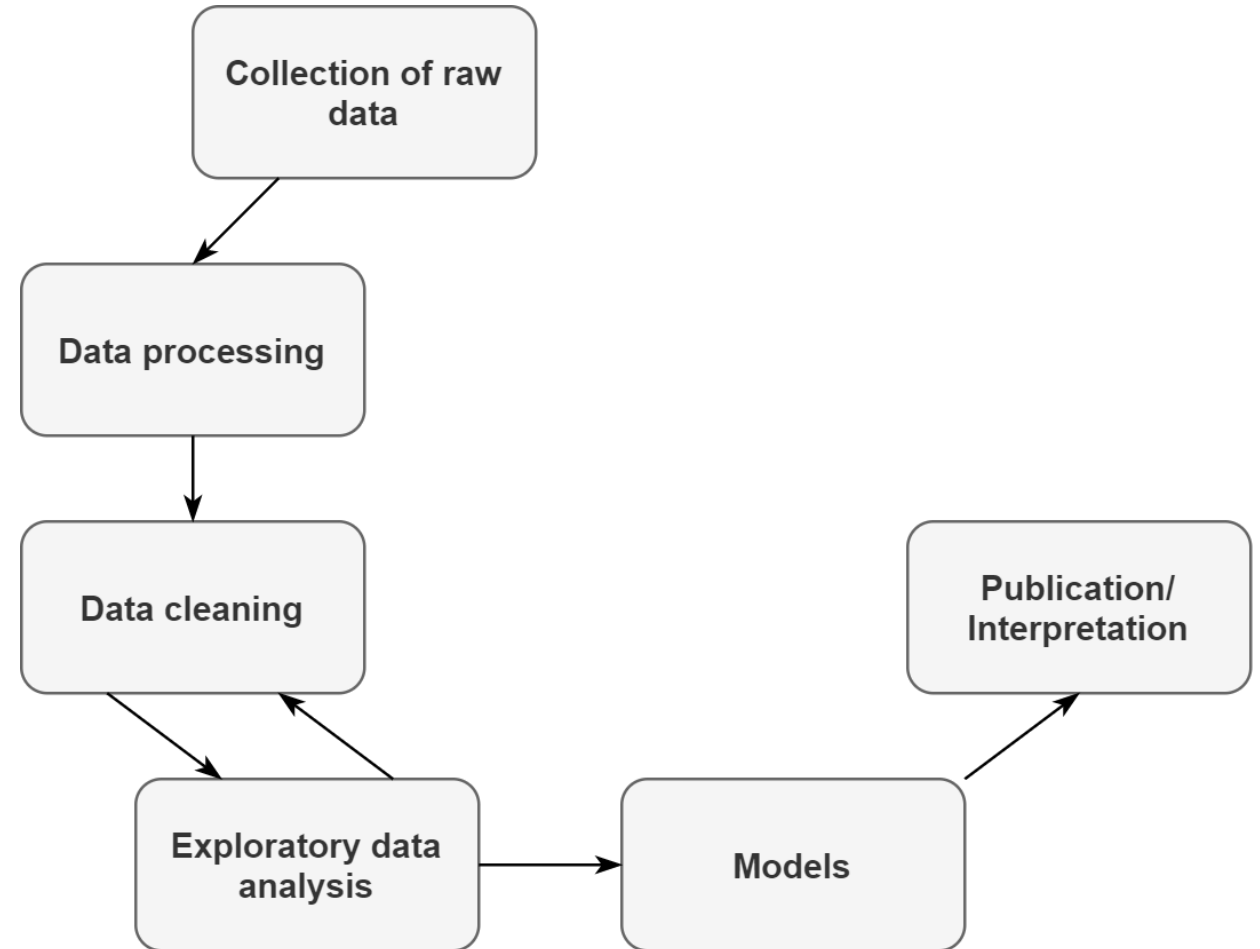 Collection of raw
data
Data processing
Data cleaning
Exploratory data
analysis
Models
Publication/
Interpretation